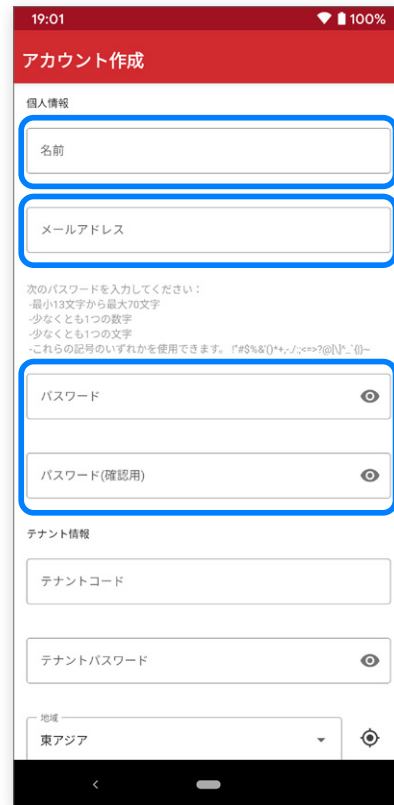 19:01 100%
アカウント作成
個人情報
名前
メールアドレス
次のパスワードを入力してください：
-最小13文字から最大70文字
-少なくとも1つの数字
-少なくとも1つの文字
-これらの記号のいずれかを使用できます。 !"#$%&'()*+,-./:;<=>?@[\]^_`{|}~
パスワード
パスワード(確認用)
テナント情報
テナントコード
テナントパスワード
地域
東アジア